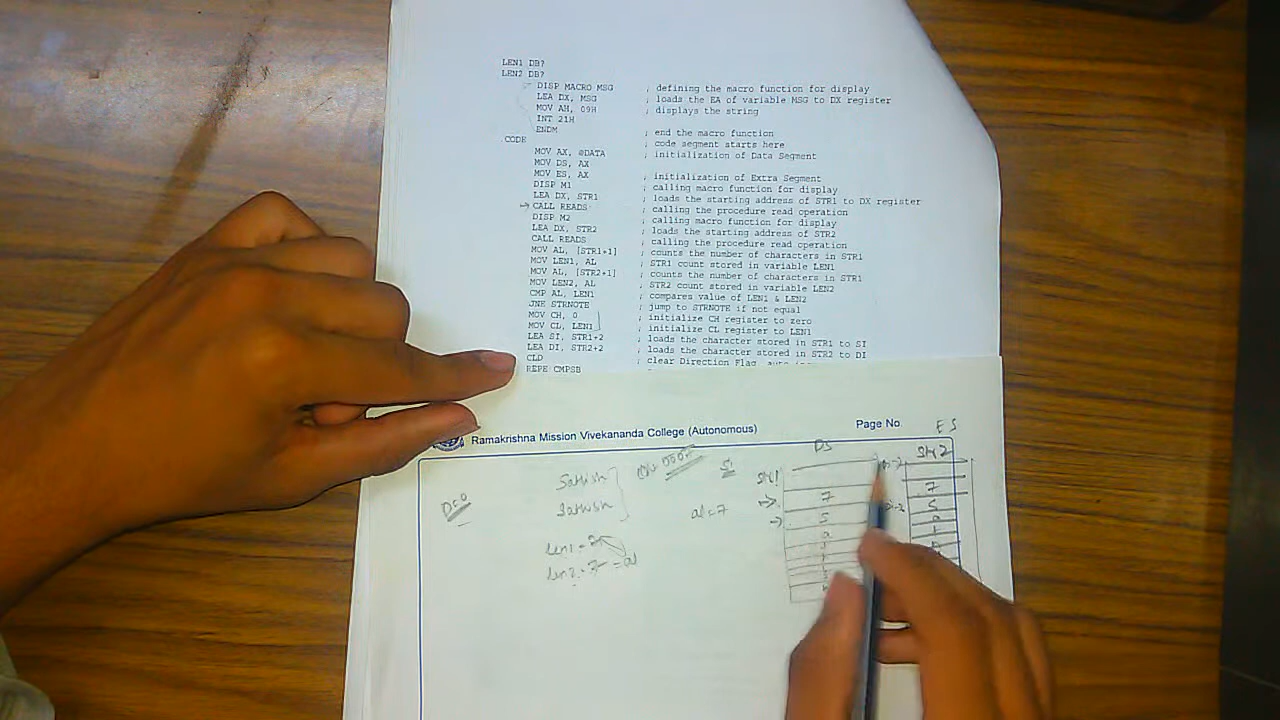 LEN1 DB?
LEN2 DB?
DISP MACRO MSG ; defining the macro function for display
LEA DX, MSG ; loads the EA of variable MSG to DX register
MOV AH, 09H ; displays the string
INT 21H
ENDM ; end the macro function
CODE ; code segment starts here
MOV AX, @DATA ; initialization of Data Segment
MOV DS, AX
MOV ES, AX ; initialization of Extra Segment
DISP M1 ; calling macro function for display
LEA DX, STR1 ; loads the starting address of STR1 to DX register
CALL READS ; calling the procedure read operation
DISP M2 ; calling macro function for display
LEA DX, STR2 ; loads the starting address of STR2
CALL READS ; calling the procedure read operation
MOV AL, [STR1+1] ; counts the number of characters in STR1
MOV LEN1, AL ; STR1 count stored in variable LEN1
MOV AL, [STR2+1] ; counts the number of characters in STR1
MOV LEN2, AL ; STR2 count stored in variable LEN2
CMP AL, LEN1 ; compares value of LEN1 & LEN2
JNE STRNOTE ; jump to STRNOTE if not equal
MOV CH, 0 ; initialize CH register to zero
MOV CL, LEN1 ; initialize CL register to LEN1
LEA SI, STR1+2 ; loads the character stored in STR1 to SI
LEA DI, STR2+2 ; loads the character stored in STR2 to DI
CLD ; clear Direction Flag,
REPE CMPSB
Ramakrishna Mission Vivekananda College (Autonomous) Page No.
DS ES
str1 str2
D=0 Sathish
Sathish
al=7 7 7
S S
len1 =
len2 = 7 = al